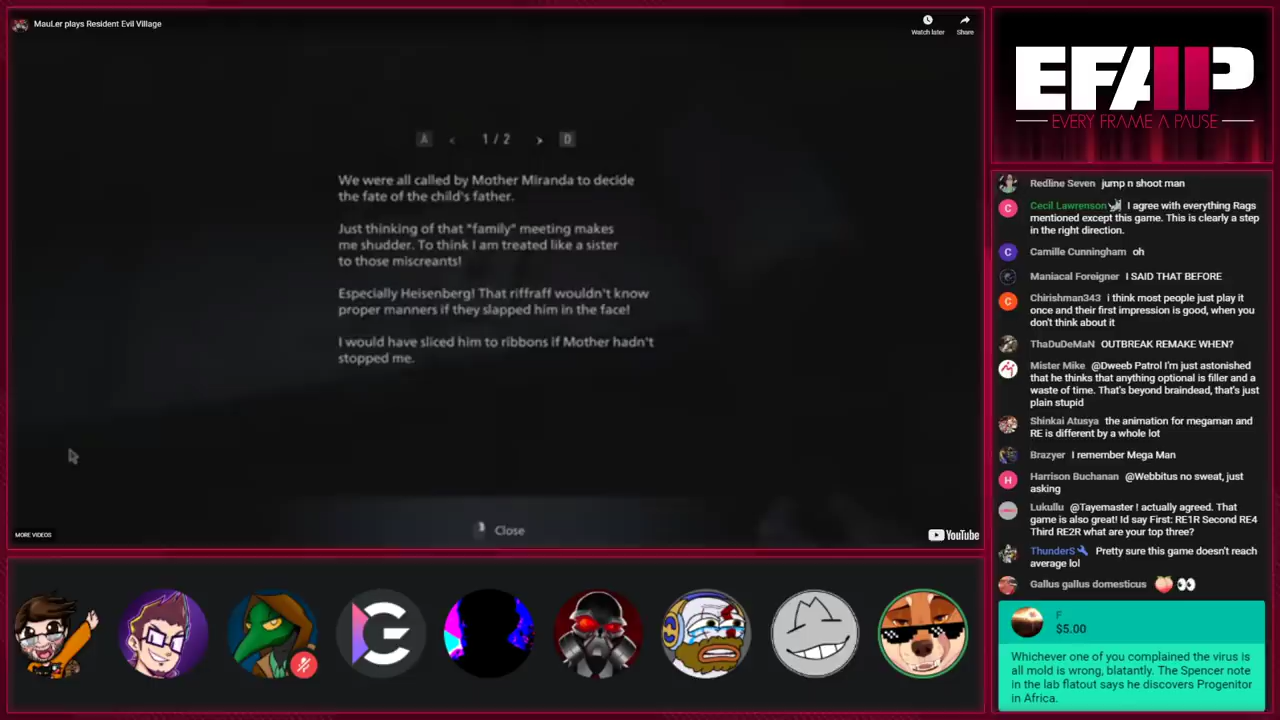 MauLer plays Resident Evil Village
Watch later
Share
A < 1 / 2 > D
We were all called by Mother Miranda to decide
the fate of the child's father.
Just thinking of that "family" meeting makes
me shudder. To think I am treated like a sister
to those miscreants!
Especially Heisenberg! That riffraff wouldn't know
proper manners if they slapped him in the face!
I would have sliced him to ribbons if Mother hadn't
stopped me.
Close
MORE VIDEOS
YouTube
EFAP
EVERY FRAME A PAUSE
Redline Seven jump n shoot man
Cecil Lawrenson I agree with everything Rags
mentioned except this game. This is clearly a step
in the right direction.
Camille Cunningham oh
Maniacal Foreigner I SAID THAT BEFORE
Chirishman343 i think most people just play it
once and their first impression is good, when you
don't think about it
ThaDuDeMaN OUTBREAK REMAKE WHEN?
Mister Mike @Dweeb Patrol I'm just astonished
that he thinks that anything optional is filler and a
waste of time. That's beyond braindead, that's just
plain stupid
Shinkai Atusya the animation for megaman and
RE is different by a whole lot
Brazyer I remember Mega Man
Harrison Buchanan @Webbitus no sweat, just
asking
Lukullu @Tayemaster ! actually agreed. That
game is also great! Id say First: RE1R Second RE4
Third RE2R what are your top three?
ThunderS Pretty sure this game doesn't reach
average lol
Gallus gallus domesticus 🍑 👀
F
$5.00
Whichever one of you complained the virus is
all mold is wrong, blatantly. The Spencer note
in the lab flatout says he discovers Progenitor
in Africa.
C
C
C
H
G